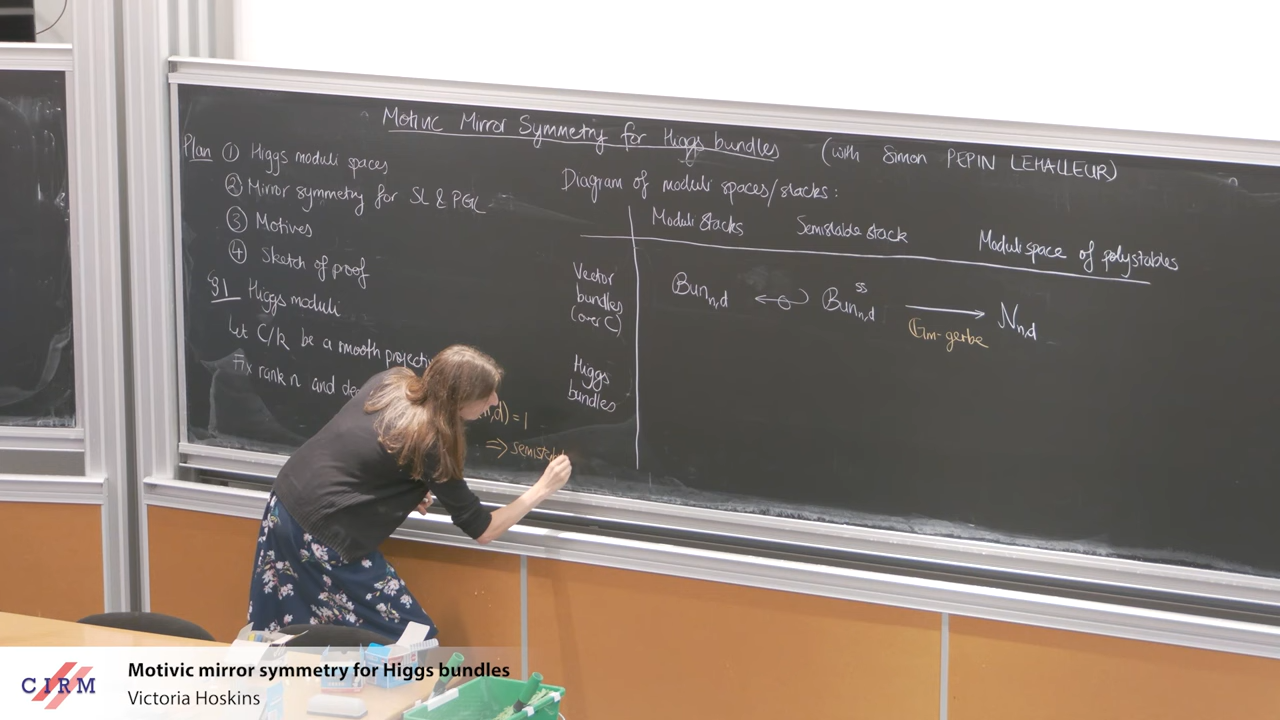 Motivic Mirror Symmetry for Higgs bundles (with Simon PEPIN LEHALLEUR)
Plan ① Higgs moduli spaces
② Mirror symmetry for SL & PGL
③ Motives
④ Sketch of proof
§1 Higgs moduli
Let C/k be a smooth projecti
Fix rank n and de
n,d) = 1
⇒ semistab
Diagram of moduli spaces/stacks:
Moduli stacks Semistable stack Moduli space of polystables
Vector
bundles
(over C)
Bun n,d ↩ Bun ss n,d → N n,d
Gm-gerbe
Higgs
bundles
CIRM
Motivic mirror symmetry for Higgs bundles
Victoria Hoskins